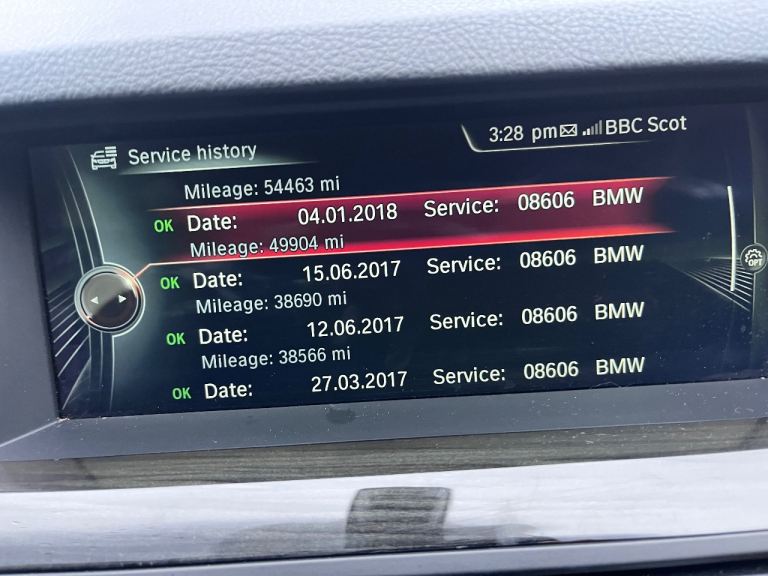 3:28 pm BBC Scot
Service history
Mileage: 54463 mi
OK Date: 04.01.2018 Service: 08606 BMW
Mileage: 49904 mi
OK Date: 15.06.2017 Service: 08606 BMW
Mileage: 38690 mi
OK Date: 12.06.2017 Service: 08606 BMW
Mileage: 38566 mi
OK Date: 27.03.2017 Service: 08606 BMW
OPT